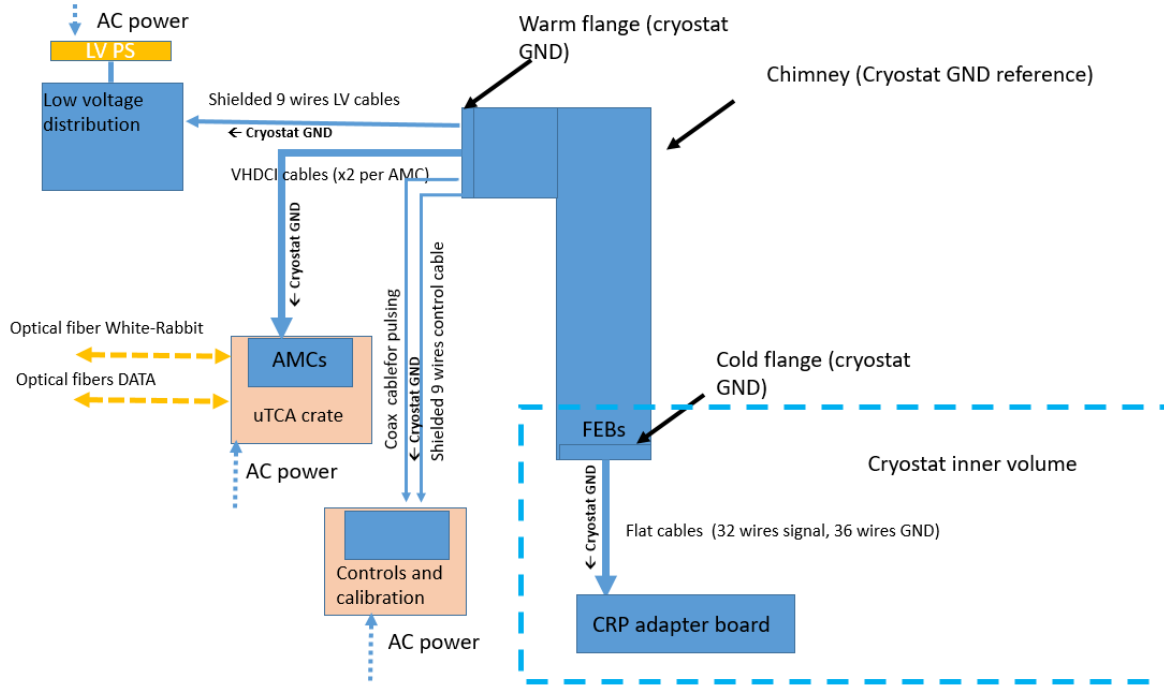 AC power
LV PS
Low voltage
distribution
Shielded 9 wires LV cables
← Cryostat GND
VHDCI cables (x2 per AMC)
Warm flange (cryostat
GND)
Chimney (Cryostat GND reference)
← Cryostat GND
Coax cablefor pulsing
← Cryostat GND
Shielded 9 wires control cable
Optical fiber White-Rabbit
Optical fibers DATA
AMCs
uTCA crate
AC power
Controls and
calibration
AC power
Cold flange (cryostat
GND)
FEBs
Cryostat inner volume
← Cryostat GND
Flat cables  (32 wires signal, 36 wires GND)
CRP adapter board